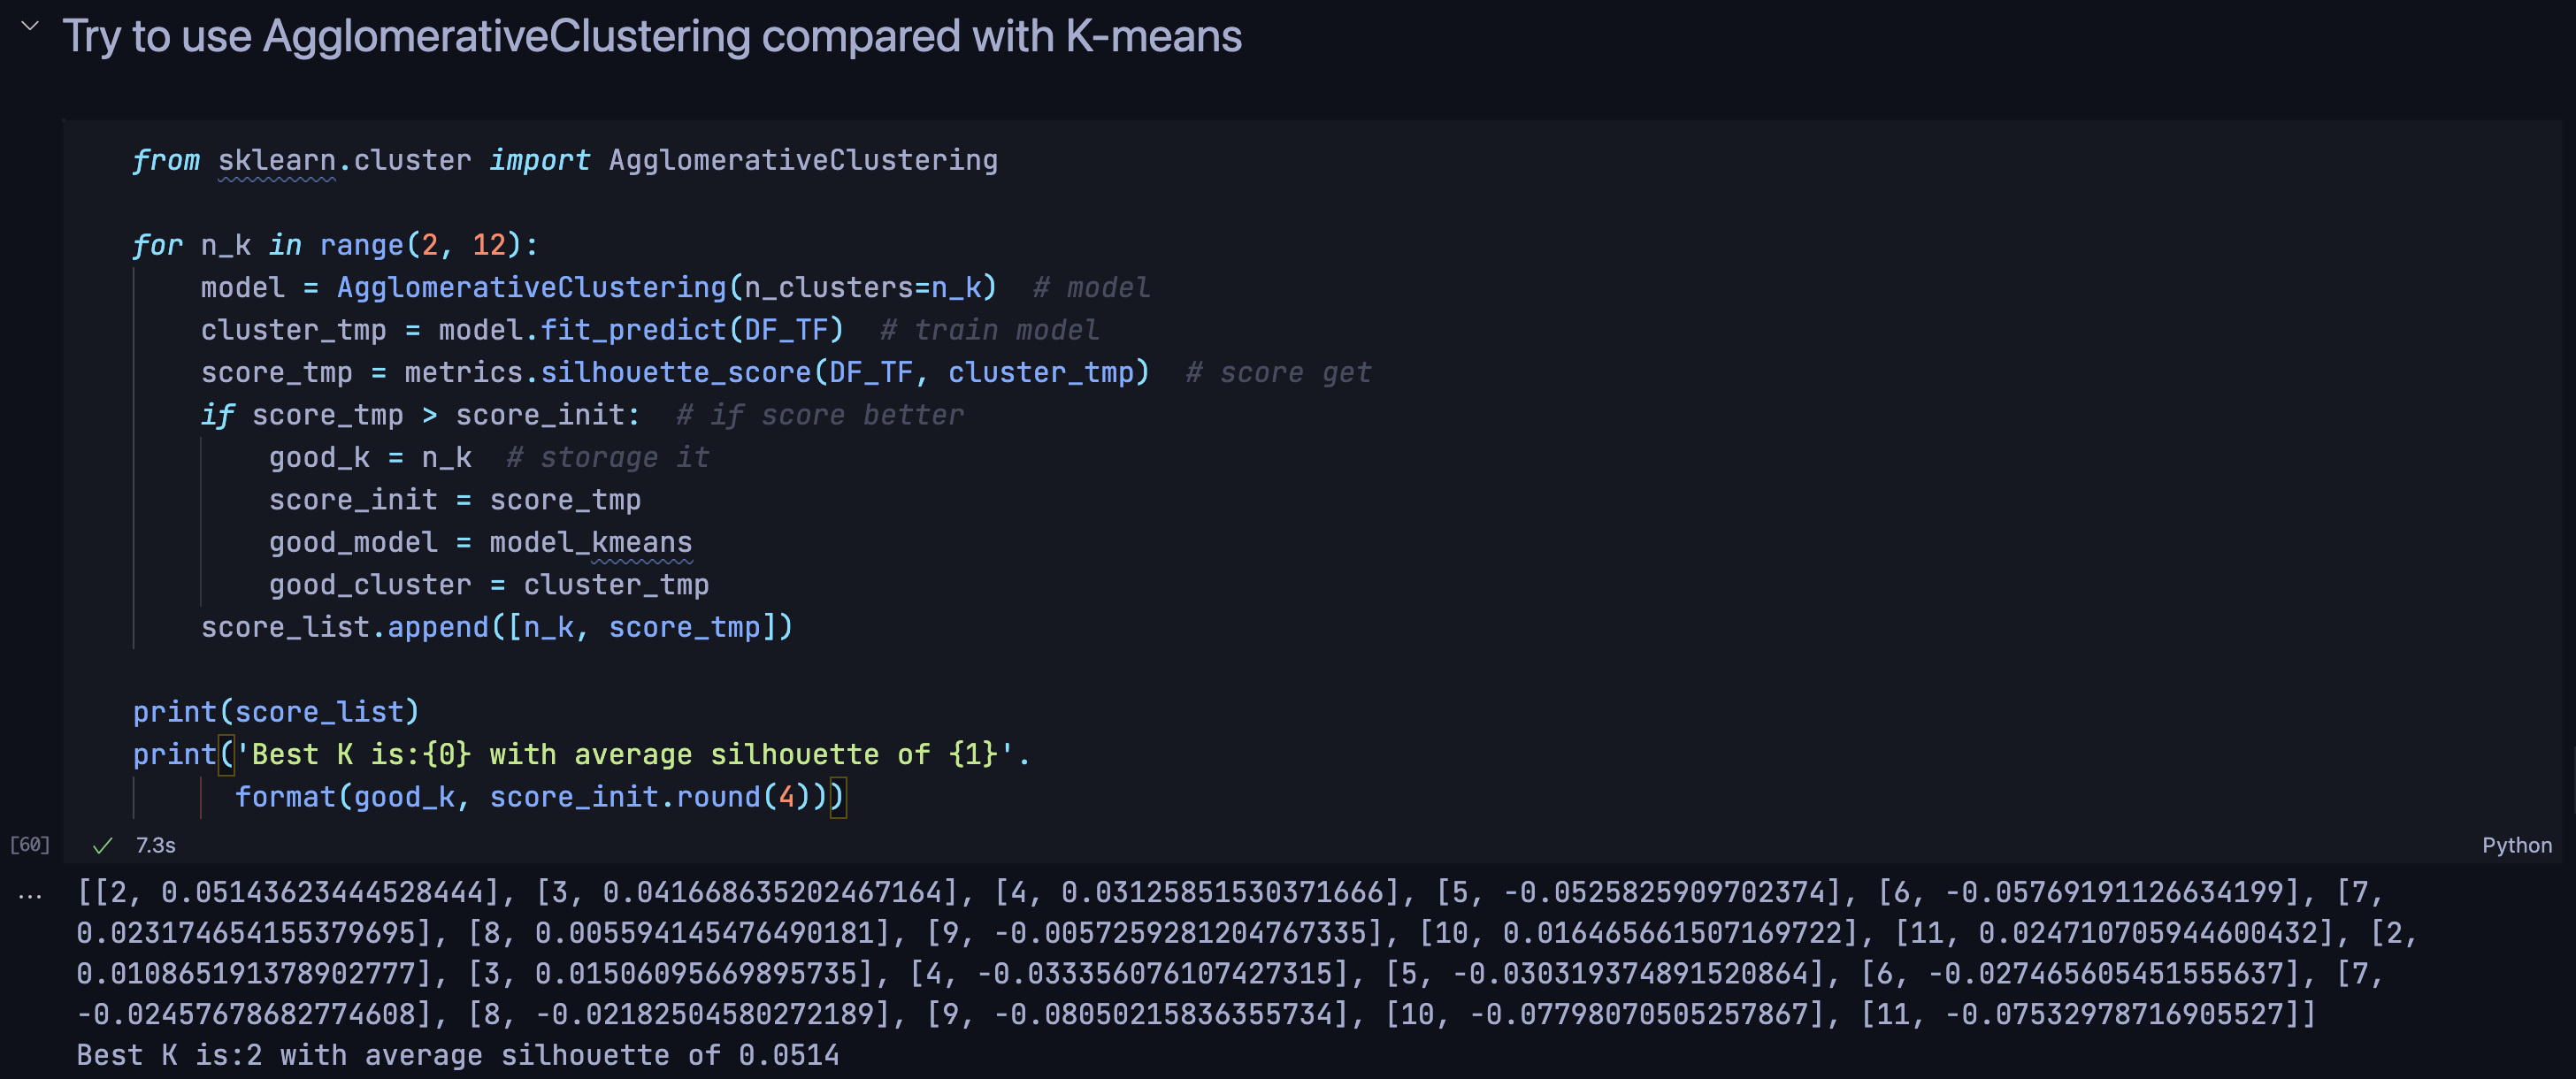 Try to use AgglomerativeClustering compared with K-means
from sklearn.cluster import AgglomerativeClustering
for n_k in range(2, 12):
model = AgglomerativeClustering(n_clusters=n_k)  # model
cluster_tmp = model.fit_predict(DF_TF)  # train model
score_tmp = metrics.silhouette_score(DF_TF, cluster_tmp)  # score get
if score_tmp > score_init:  # if score better
good_k = n_k  # storage it
score_init = score_tmp
good_model = model_kmeans
good_cluster = cluster_tmp
score_list.append([n_k, score_tmp])
print(score_list)
print('Best K is:{0} with average silhouette of {1}'.
format(good_k, score_init.round(4)))
[60] ✓ 7.3s Python
... [[2, 0.05143623444528444], [3, 0.041668635202467164], [4, 0.03125851530371666], [5, -0.0525825909702374], [6, -0.05769191126634199], [7,
0.023174654155379695], [8, 0.005594145476490181], [9, -0.0057259281204767335], [10, 0.016465661507169722], [11, 0.024710705944600432], [2,
0.010865191378902777], [3, 0.01506095669895735], [4, -0.033356076107427315], [5, -0.030319374891520864], [6, -0.027465605451555637], [7,
-0.02457678682774608], [8, -0.02182504580272189], [9, -0.08050215836355734], [10, -0.07798070505257867], [11, -0.07532978716905527]]
Best K is:2 with average silhouette of 0.0514